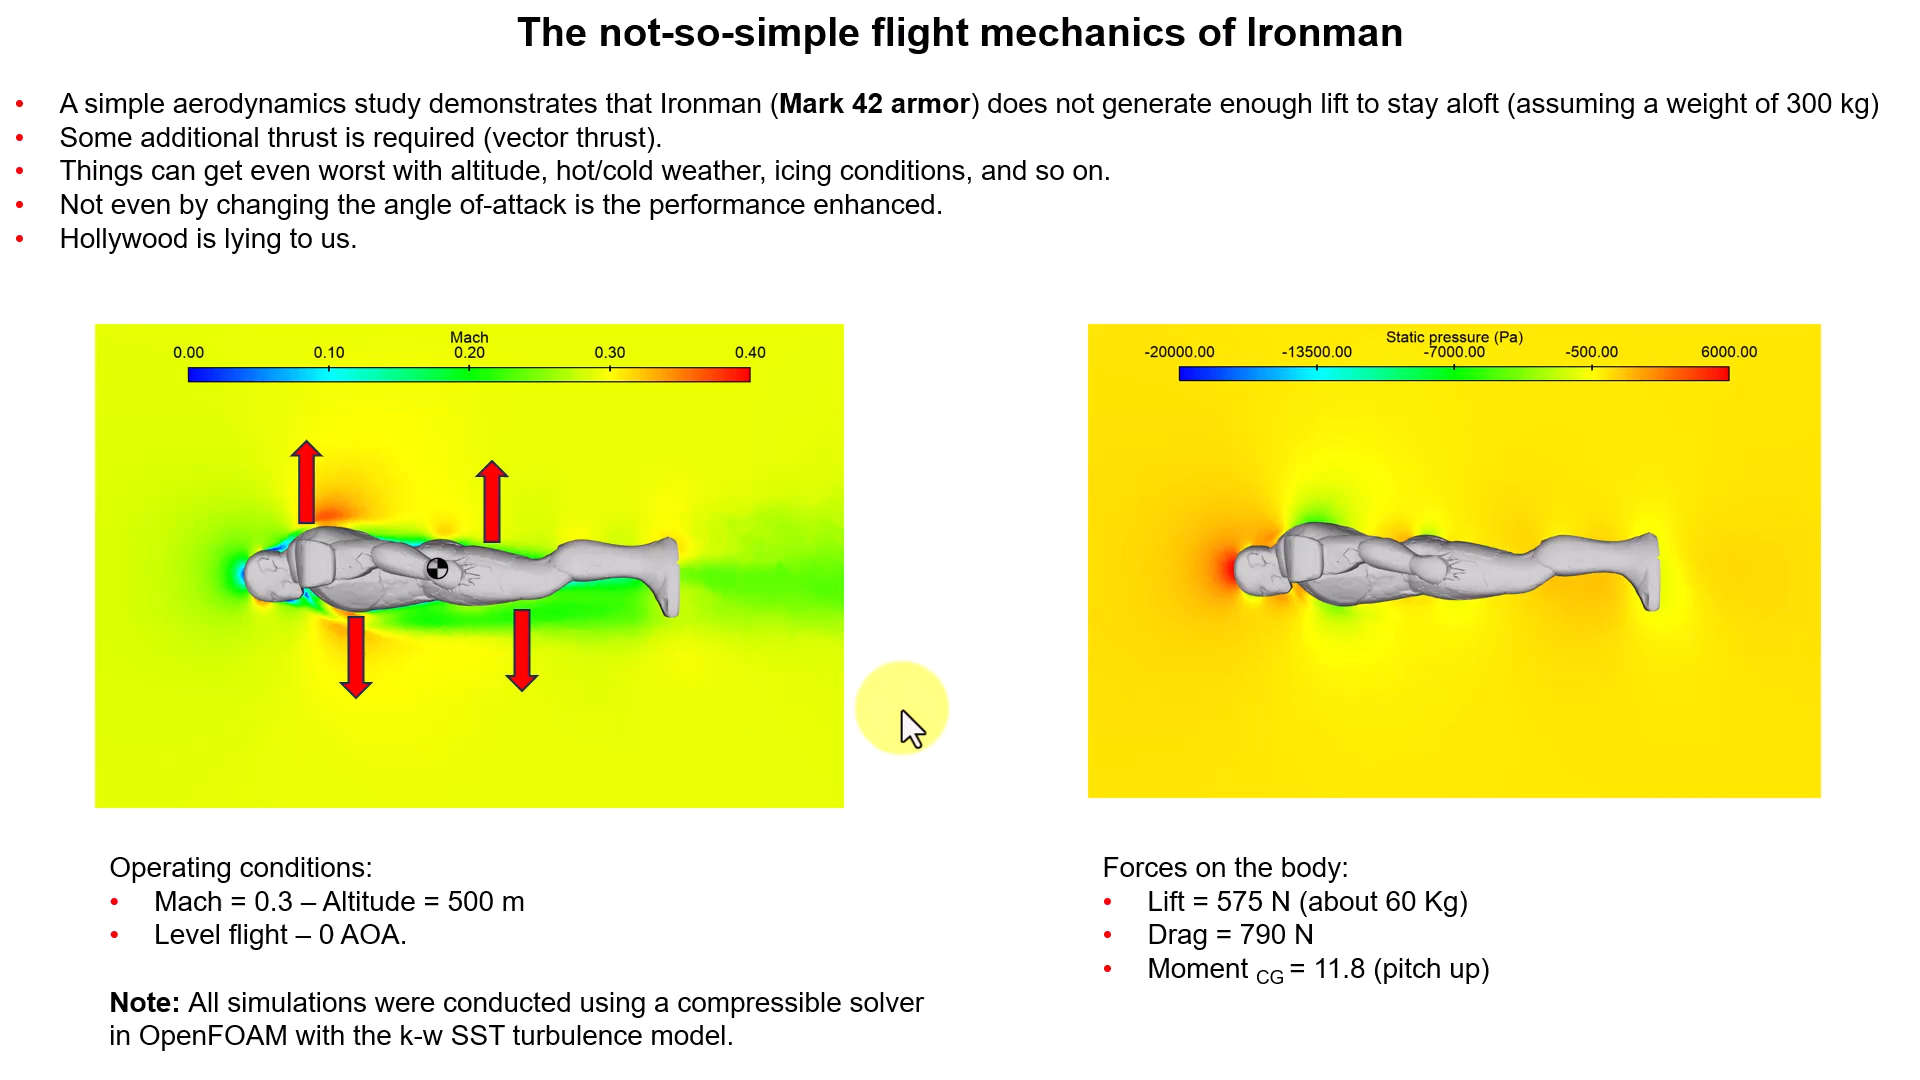 The not-so-simple flight mechanics of Ironman
• A simple aerodynamics study demonstrates that Ironman (Mark 42 armor) does not generate enough lift to stay aloft (assuming a weight of 300 kg)
• Some additional thrust is required (vector thrust).
• Things can get even worst with altitude, hot/cold weather, icing conditions, and so on.
• Not even by changing the angle of-attack is the performance enhanced.
• Hollywood is lying to us.
Mach
0.00 0.10 0.20 0.30 0.40
Static pressure (Pa)
-20000.00 -13500.00 -7000.00 -500.00 6000.00
Operating conditions:
• Mach = 0.3 – Altitude = 500 m
• Level flight – 0 AOA.
Note: All simulations were conducted using a compressible solver
in OpenFOAM with the k-w SST turbulence model.
Forces on the body:
• Lift = 575 N (about 60 Kg)
• Drag = 790 N
• Moment CG = 11.8 (pitch up)